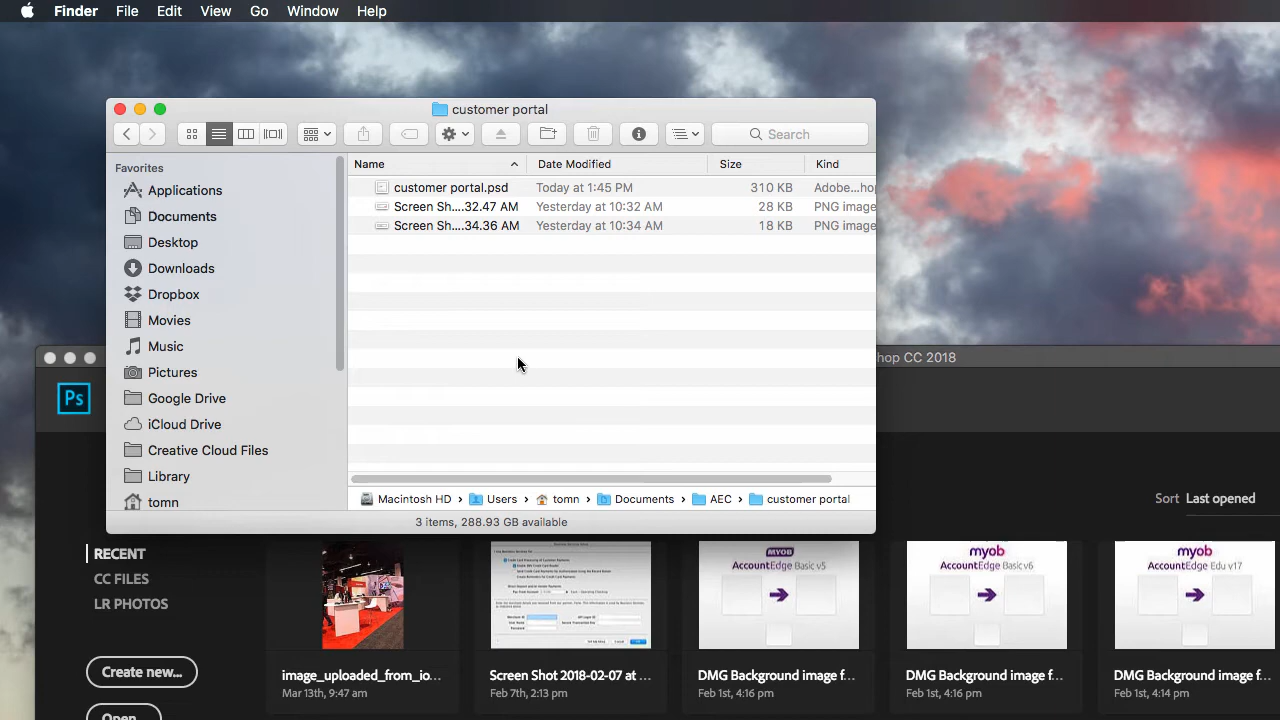 Finder File Edit View Go Window Help
customer portal
Search
Favorites
Applications
Documents
Desktop
Downloads
Dropbox
Movies
Music
Pictures
Google Drive
iCloud Drive
Creative Cloud Files
Library
tomn
Name Date Modified Size Kind
customer portal.psd Today at 1:45 PM 310 KB Adobe...hop
Screen Sh....32.47 AM Yesterday at 10:32 AM 28 KB PNG image
Screen Sh....34.36 AM Yesterday at 10:34 AM 18 KB PNG image
Macintosh HD › Users › tomn › Documents › AEC › customer portal
3 items, 288.93 GB available
hop CC 2018
Ps
Sort Last opened
RECENT
CC FILES
LR PHOTOS
Create new...
Open...
myob
AccountEdge Basic v5
myob
AccountEdge Basic v6
myob
AccountEdge Edu v17
image_uploaded_from_io...
Mar 13th, 9:47 am
Screen Shot 2018-02-07 at ...
Feb 7th, 2:13 pm
DMG Background image f...
Feb 1st, 4:16 pm
DMG Background image f...
Feb 1st, 4:16 pm
DMG Background image f...
Feb 1st, 4:14 pm